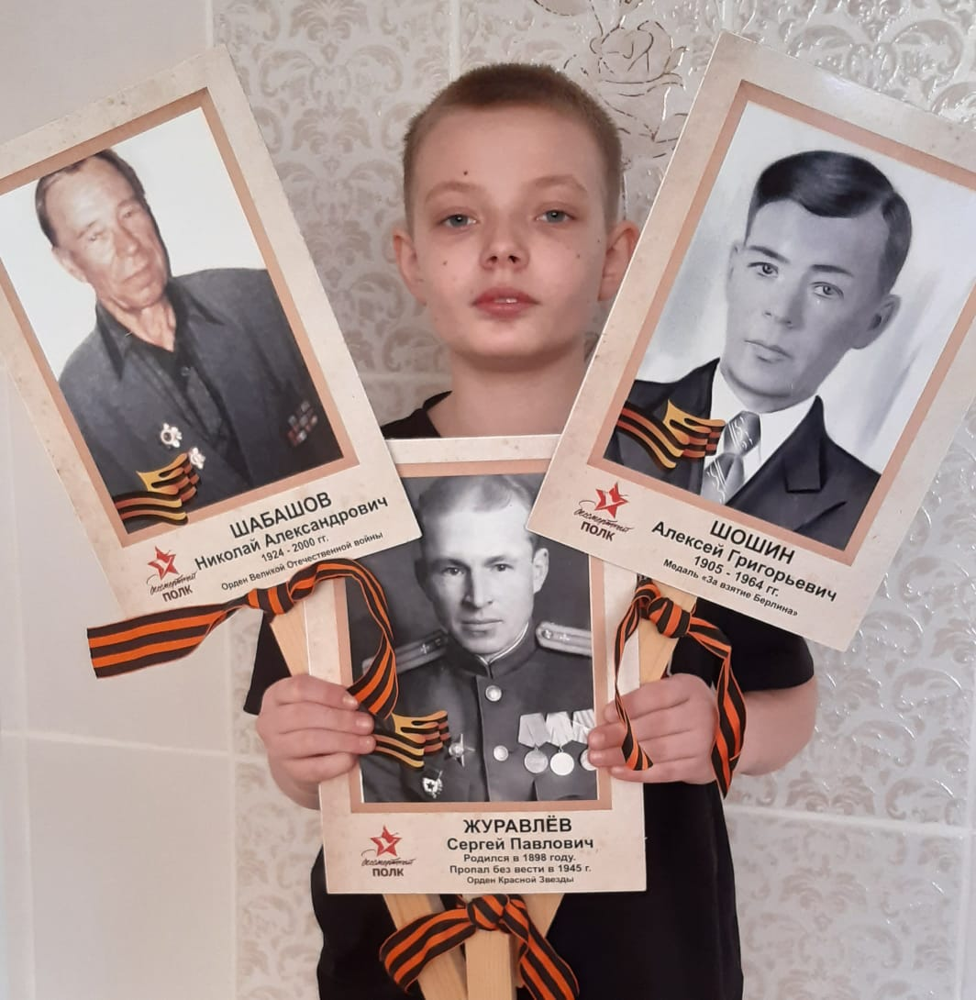 ШАБАШОВ
Николай Александрович
1924 - 2000 гг.
Орден Великой Отечественной войны
бессмертный
ПОЛК
ШОШИН
Алексей Григорьевич
1905 - 1964 гг.
Медаль «За взятие Берлина»
бессмертный
ПОЛК
ЖУРАВЛЁВ
Сергей Павлович
Родился в 1898 году.
Пропал без вести в 1945 г.
Орден Красной Звезды
бессмертный
ПОЛК